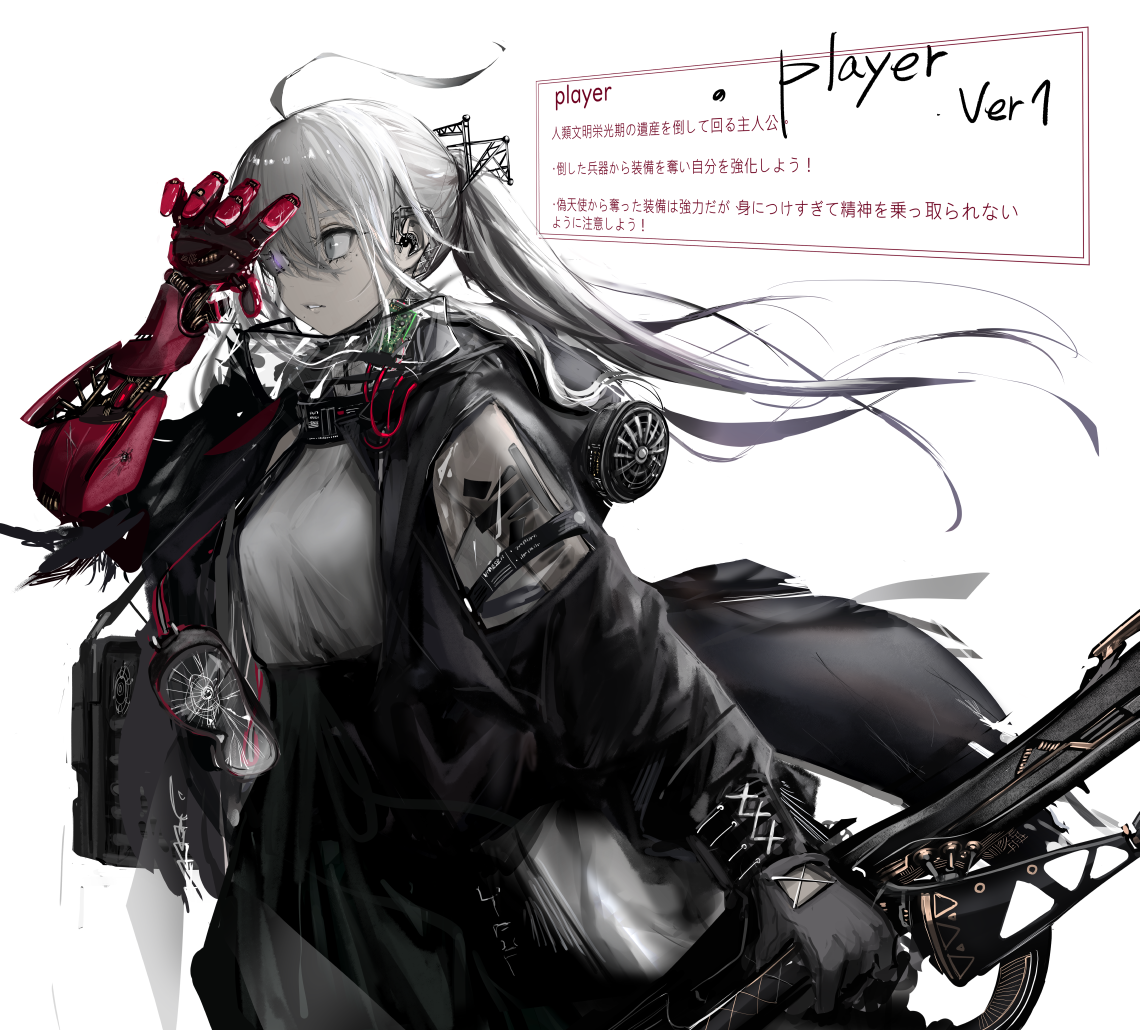 player
Ver1
の
player
人類文明栄光期の遺産を倒して回る主人公。
・倒した兵器から装備を奪い自分を強化しよう！
・偽天使から奪った装備は強力だが 身につけすぎて精神を乗っ取られない
ように注意しよう！